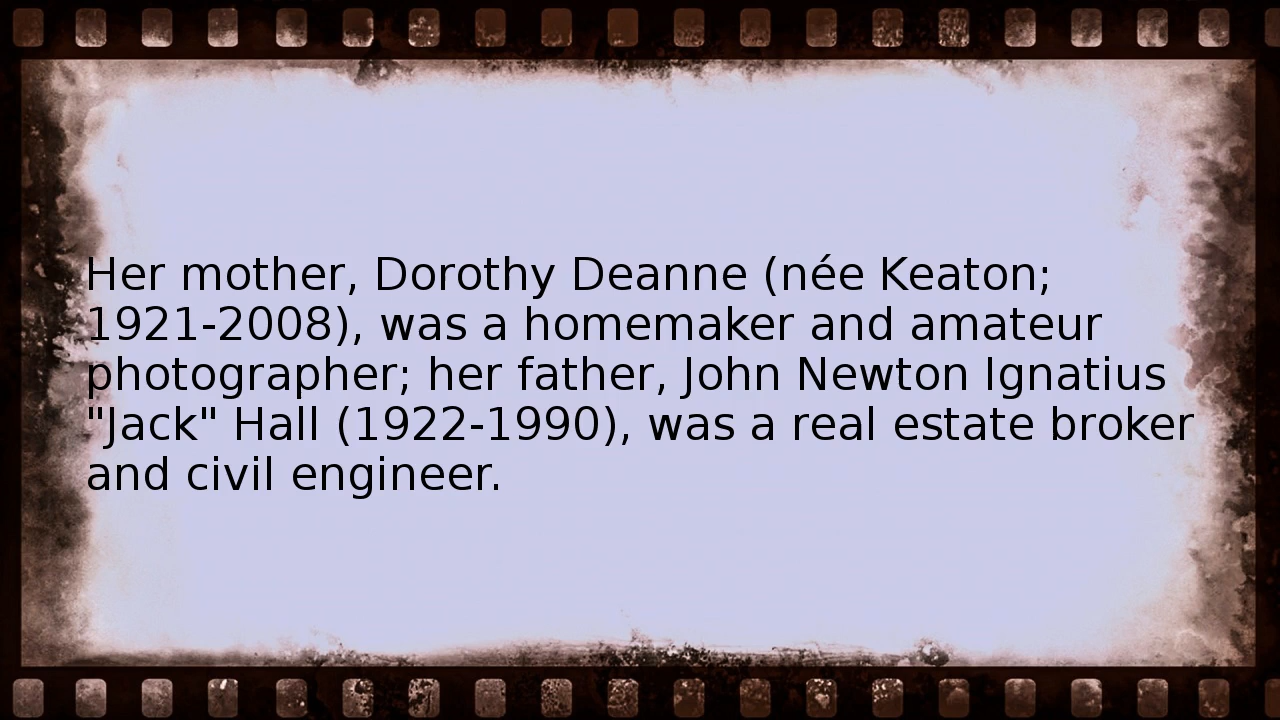 Her mother, Dorothy Deanne (née Keaton;
1921-2008), was a homemaker and amateur
photographer; her father, John Newton Ignatius
"Jack" Hall (1922-1990), was a real estate broker
and civil engineer.